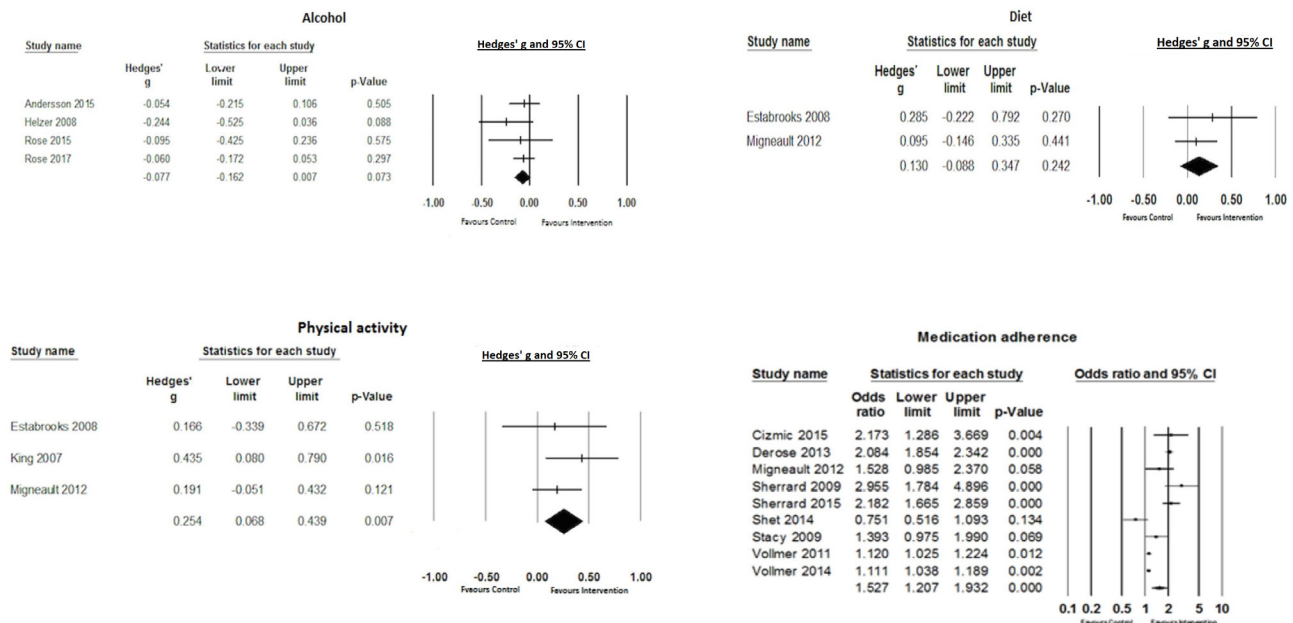 Alcohol
Study name Statistics for each study Hedges' g and 95% CI
Hedges' g Lower limit Upper limit p-Value
Andersson 2015 -0.054 -0.215 0.106 0.505
Helzer 2008 -0.244 -0.525 0.036 0.088
Rose 2015 -0.095 -0.425 0.236 0.575
Rose 2017 -0.060 -0.172 0.053 0.297
-0.077 -0.162 0.007 0.073
-1.00 -0.50 0.00 0.50 1.00
Favours Control Favours Intervention
Diet
Study name Statistics for each study Hedges' g and 95% CI
Hedges' g Lower limit Upper limit p-Value
Estabrooks 2008 0.285 -0.222 0.792 0.270
Migneault 2012 0.095 -0.146 0.335 0.441
0.130 -0.088 0.347 0.242
-1.00 -0.50 0.00 0.50 1.00
Favours Control Favours Intervention
Physical activity
Study name Statistics for each study Hedges' g and 95% CI
Hedges' g Lower limit Upper limit p-Value
Estabrooks 2008 0.166 -0.339 0.672 0.518
King 2007 0.435 0.080 0.790 0.016
Migneault 2012 0.191 -0.051 0.432 0.121
0.254 0.068 0.439 0.007
-1.00 -0.50 0.00 0.50 1.00
Fveours Control Favours Intervention
Medication adherence
Study name Statistics for each study Odds ratio and 95% CI
Odds ratio Lower limit Upper limit p-Value
Cizmic 2015 2.173 1.286 3.669 0.004
Derose 2013 2.084 1.854 2.342 0.000
Migneault 2012 1.528 0.985 2.370 0.058
Sherrard 2009 2.955 1.784 4.896 0.000
Sherrard 2015 2.182 1.665 2.859 0.000
Shet 2014 0.751 0.516 1.093 0.134
Stacy 2009 1.393 0.975 1.990 0.069
Vollmer 2011 1.120 1.025 1.224 0.012
Vollmer 2014 1.111 1.038 1.189 0.002
1.527 1.207 1.932 0.000
0.1 0.2 0.5 1 2 5 10
Favours Control Favours Intervention